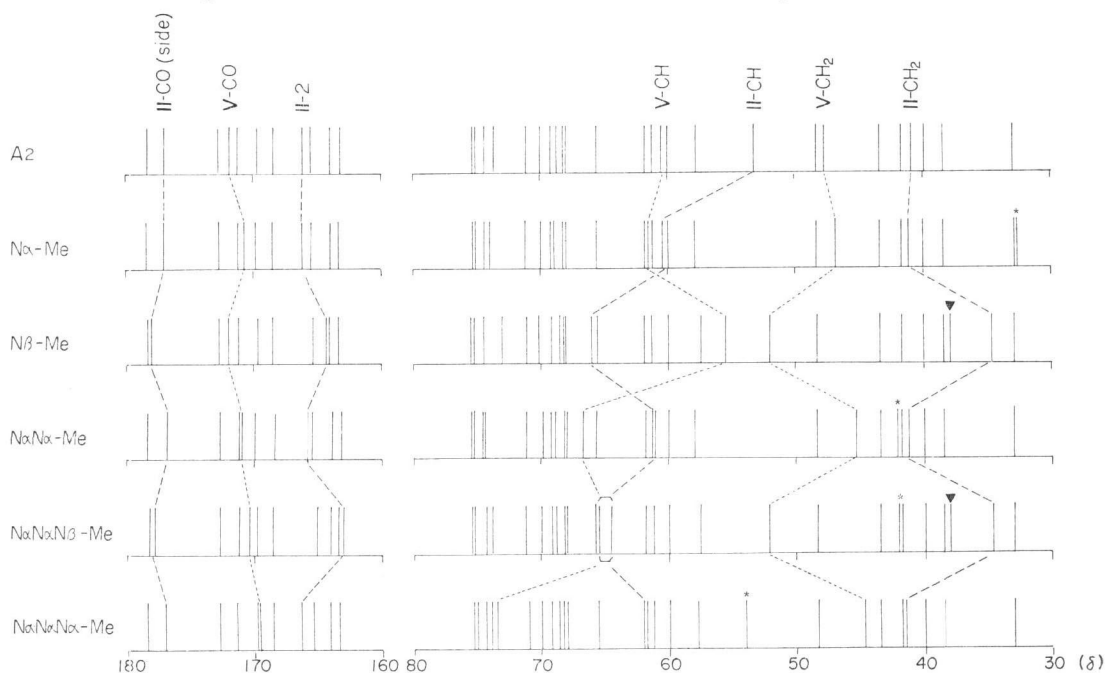 II-CO (side)
V-CO
II-2
V-CH
II-CH
V-CH₂
II-CH₂
A2
Nα-Me
*
Nβ-Me
▼
NαNα-Me
*
NαNαNβ-Me
*
▼
NαNαNα-Me
*
180 170 160 80 70 60 50 40 30 (δ)